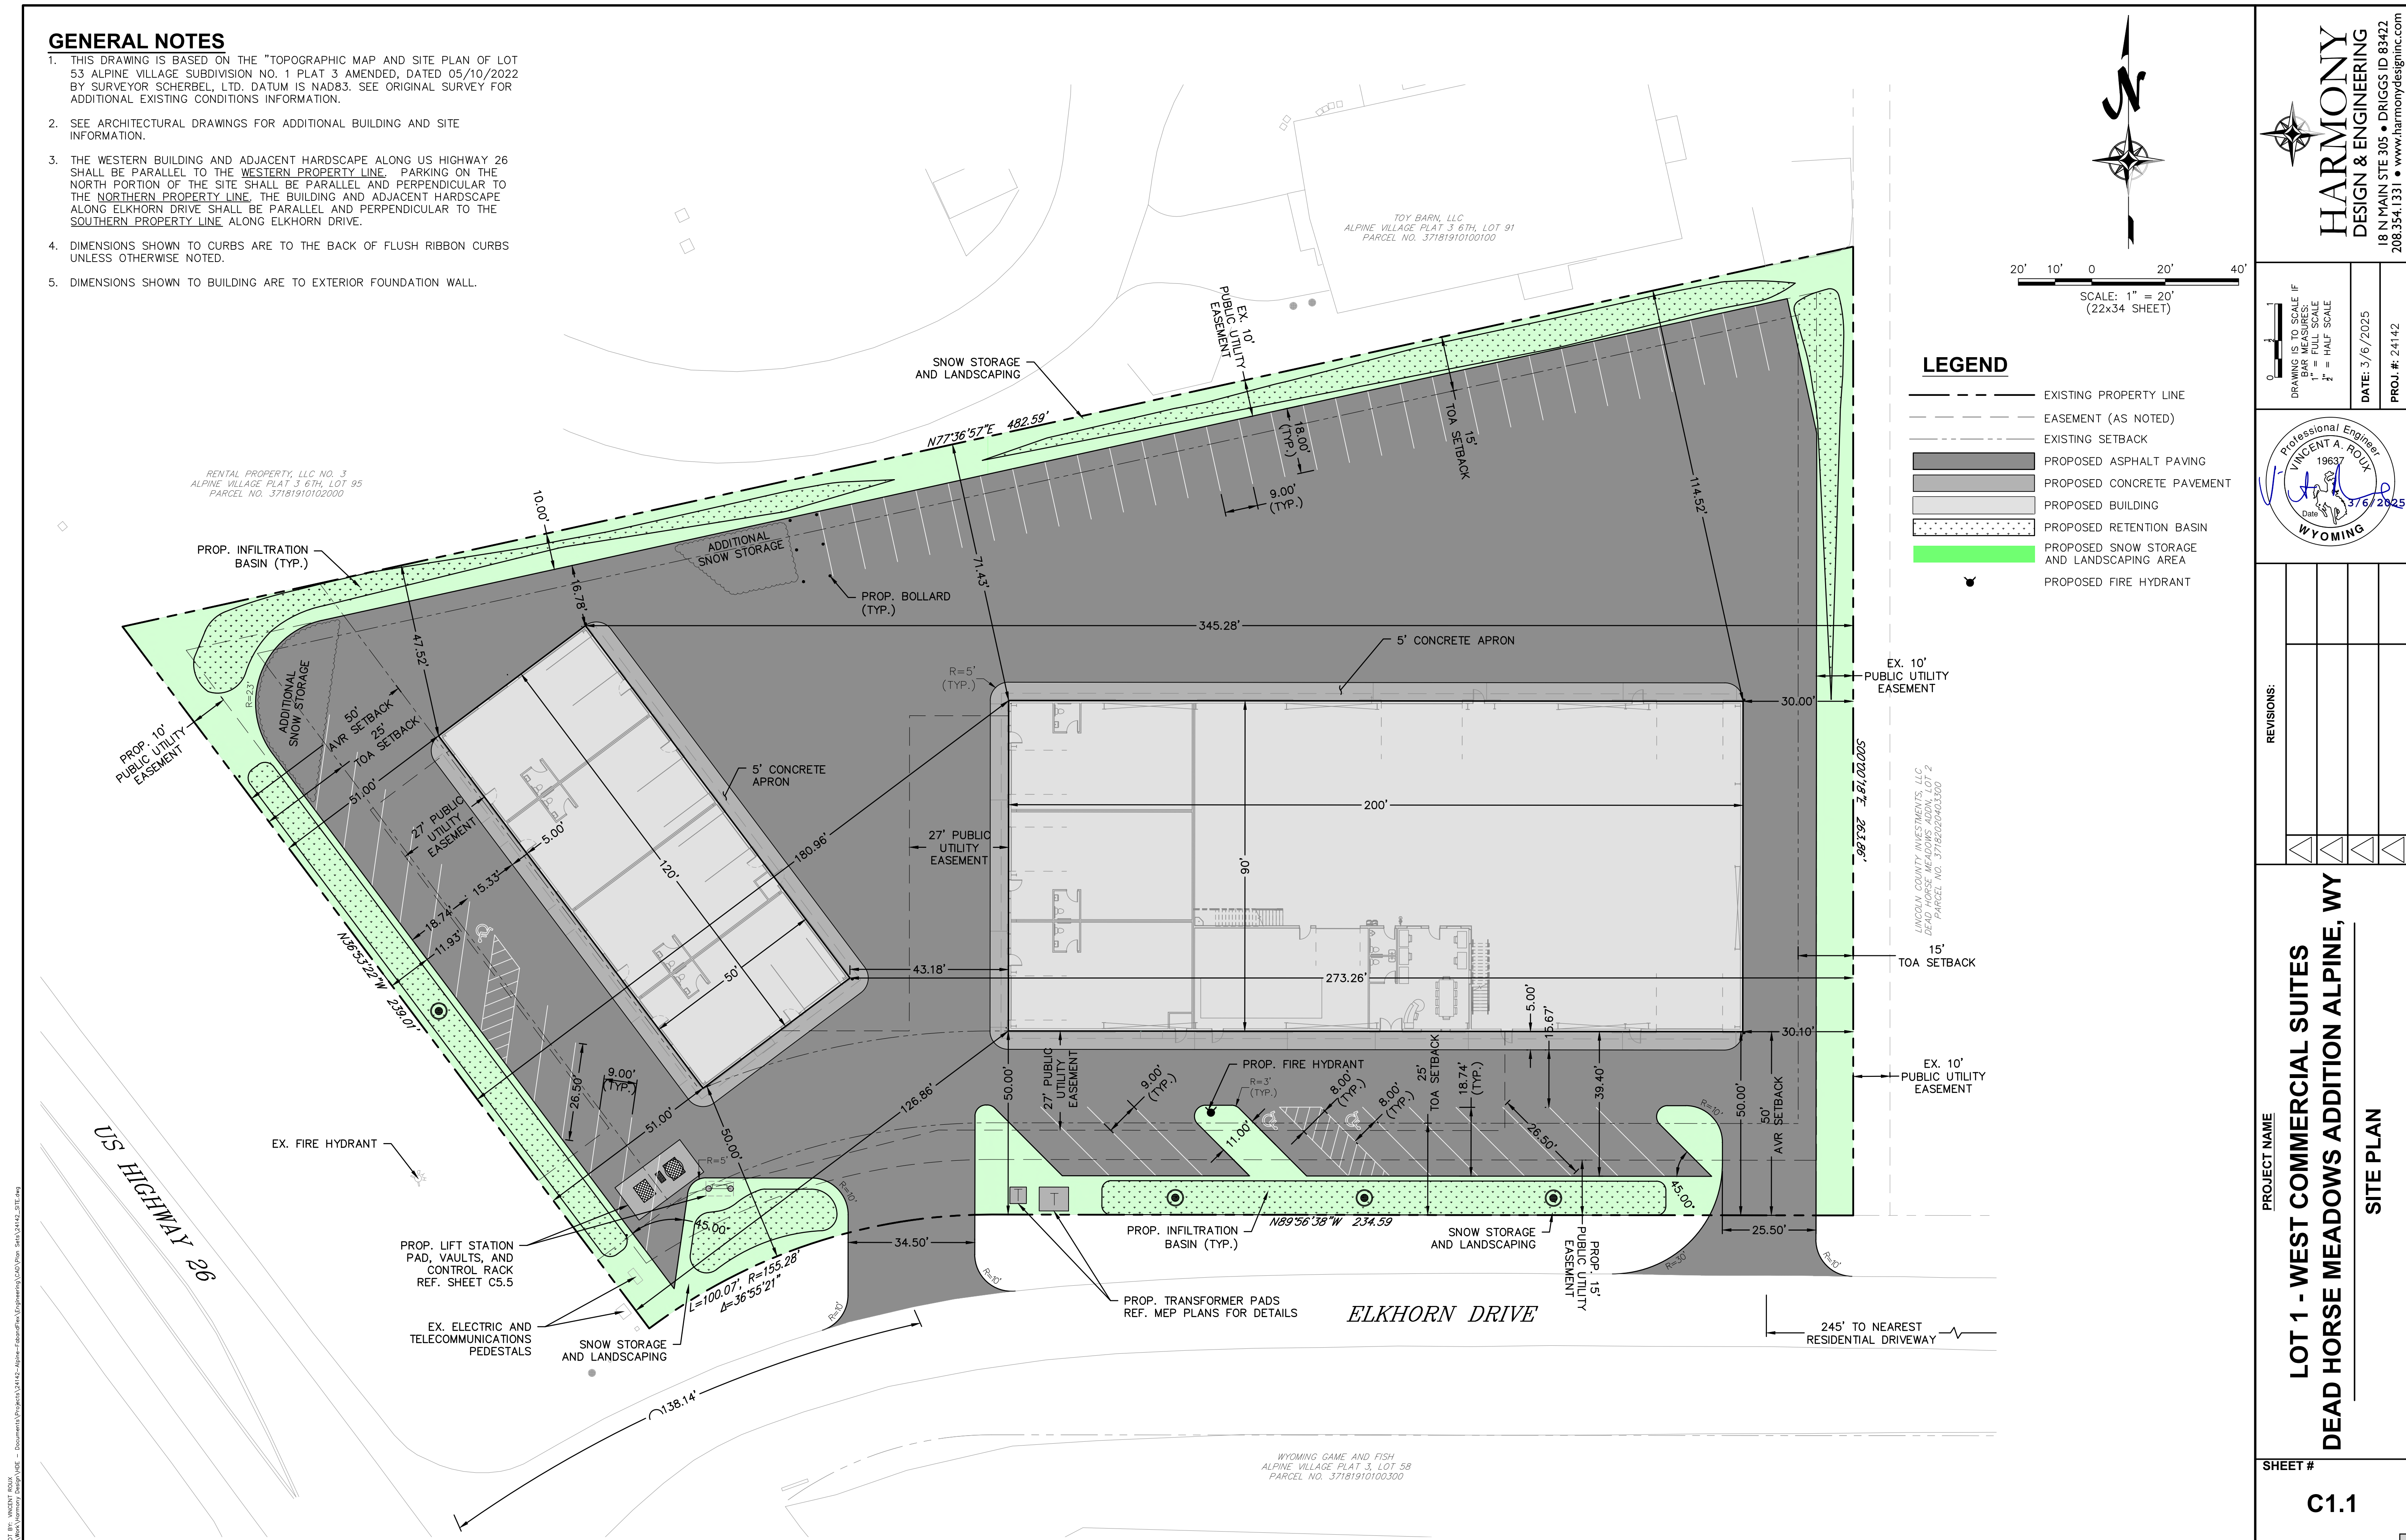 GENERAL NOTES
1. THIS DRAWING IS BASED ON THE "TOPOGRAPHIC MAP AND SITE PLAN OF LOT
53 ALPINE VILLAGE SUBDIVISION NO. 1 PLAT 3 AMENDED, DATED 05/10/2022
BY SURVEYOR SCHERBEL, LTD. DATUM IS NAD83. SEE ORIGINAL SURVEY FOR
ADDITIONAL EXISTING CONDITIONS INFORMATION.
2. SEE ARCHITECTURAL DRAWINGS FOR ADDITIONAL BUILDING AND SITE
INFORMATION.
3. THE WESTERN BUILDING AND ADJACENT HARDSCAPE ALONG US HIGHWAY 26
SHALL BE PARALLEL TO THE WESTERN PROPERTY LINE. PARKING ON THE
NORTH PORTION OF THE SITE SHALL BE PARALLEL AND PERPENDICULAR TO
THE NORTHERN PROPERTY LINE. THE BUILDING AND ADJACENT HARDSCAPE
ALONG ELKHORN DRIVE SHALL BE PARALLEL AND PERPENDICULAR TO THE
SOUTHERN PROPERTY LINE ALONG ELKHORN DRIVE.
4. DIMENSIONS SHOWN TO CURBS ARE TO THE BACK OF FLUSH RIBBON CURBS
UNLESS OTHERWISE NOTED.
5. DIMENSIONS SHOWN TO BUILDING ARE TO EXTERIOR FOUNDATION WALL.
TOY BARN, LLC
ALPINE VILLAGE PLAT 3 6TH, LOT 91
PARCEL NO. 37181910100100
N
20' 10' 0 20' 40'
SCALE: 1" = 20'
(22x34 SHEET)
LEGEND
EXISTING PROPERTY LINE
EASEMENT (AS NOTED)
EXISTING SETBACK
PROPOSED ASPHALT PAVING
PROPOSED CONCRETE PAVEMENT
PROPOSED BUILDING
PROPOSED RETENTION BASIN
PROPOSED SNOW STORAGE
AND LANDSCAPING AREA
PROPOSED FIRE HYDRANT
EX. 10'
PUBLIC UTILITY
EASEMENT
SNOW STORAGE
AND LANDSCAPING
N77°36'57"E 482.59'
18.00'
(TYP.)
9.00'
(TYP.)
15'
TOA SETBACK
114.52'
RENTAL PROPERTY, LLC NO. 3
ALPINE VILLAGE PLAT 3 6TH, LOT 95
PARCEL NO. 37181910102000
10.00'
PROP. INFILTRATION
BASIN (TYP.)
ADDITIONAL
SNOW STORAGE
71.43'
16.78'
PROP. BOLLARD
(TYP.)
47.52'
345.28'
5' CONCRETE APRON
R=5'
(TYP.)
R=23'
ADDITIONAL
SNOW STORAGE
EX. 10'
PUBLIC UTILITY
EASEMENT
30.00'
PROP. 10'
PUBLIC UTILITY
EASEMENT
50'
AVR SETBACK
25'
TOA SETBACK
51.00'
5' CONCRETE
APRON
S00°00'18"E 263.86'
LINCOLN COUNTY INVESTMENTS, LLC
DEAD HORSE MEADOWS ADDN, LOT 2
PARCEL NO. 37182020403300
27' PUBLIC
UTILITY
EASEMENT
5.00'
15.33'
18.74'
11.93'
120'
50'
180.96'
27' PUBLIC
UTILITY
EASEMENT
200'
90'
N36°53'22"W 239.01'
43.18'
273.26'
15'
TOA SETBACK
30.10'
5.00'
15.67'
EX. 10'
PUBLIC UTILITY
EASEMENT
26.50'
9.00'
(TYP.)
51.00'
50.00'
126.86'
50.00'
27' PUBLIC
UTILITY
EASEMENT
9.00'
(TYP.)
PROP. FIRE HYDRANT
R=3'
(TYP.)
11.00'
8.00'
(TYP.)
8.00'
(TYP.)
25'
TOA SETBACK
18.74'
(TYP.)
26.50'
39.40'
R=10'
45.00°
50.00'
50'
AVR SETBACK
EX. FIRE HYDRANT
US HIGHWAY 26
R=5'
R=10'
45.00°
T
T
PROP. LIFT STATION
PAD, VAULTS, AND
CONTROL RACK
REF. SHEET C5.5
34.50'
PROP. INFILTRATION
BASIN (TYP.)
N89°56'38"W 234.59
SNOW STORAGE
AND LANDSCAPING
PROP. 15'
PUBLIC UTILITY
EASEMENT
25.50'
R=30'
R=10'
L=100.07', R=155.28'
Δ=36°55'21"
R=10'
R=10'
EX. ELECTRIC AND
TELECOMMUNICATIONS
PEDESTALS
SNOW STORAGE
AND LANDSCAPING
PROP. TRANSFORMER PADS
REF. MEP PLANS FOR DETAILS
ELKHORN DRIVE
245' TO NEAREST
RESIDENTIAL DRIVEWAY
138.14'
WYOMING GAME AND FISH
ALPINE VILLAGE PLAT 3, LOT 58
PARCEL NO. 37181910100300
HARMONY
DESIGN & ENGINEERING
18 N MAIN STE 305 ● DRIGGS ID 83422
208.354.1331 ● www.harmonydesigninc.com
DRAWING IS TO SCALE IF
BAR MEASURES:
1" = FULL SCALE
½" = HALF SCALE
DATE: 3/6/2025
PROJ. #: 24142
Professional Engineer
VINCENT A. ROUX
19637
3/6/2025
Date
WYOMING
REVISIONS:
PROJECT NAME
LOT 1 - WEST COMMERCIAL SUITES
DEAD HORSE MEADOWS ADDITION ALPINE, WY
SITE PLAN
SHEET #
C1.1